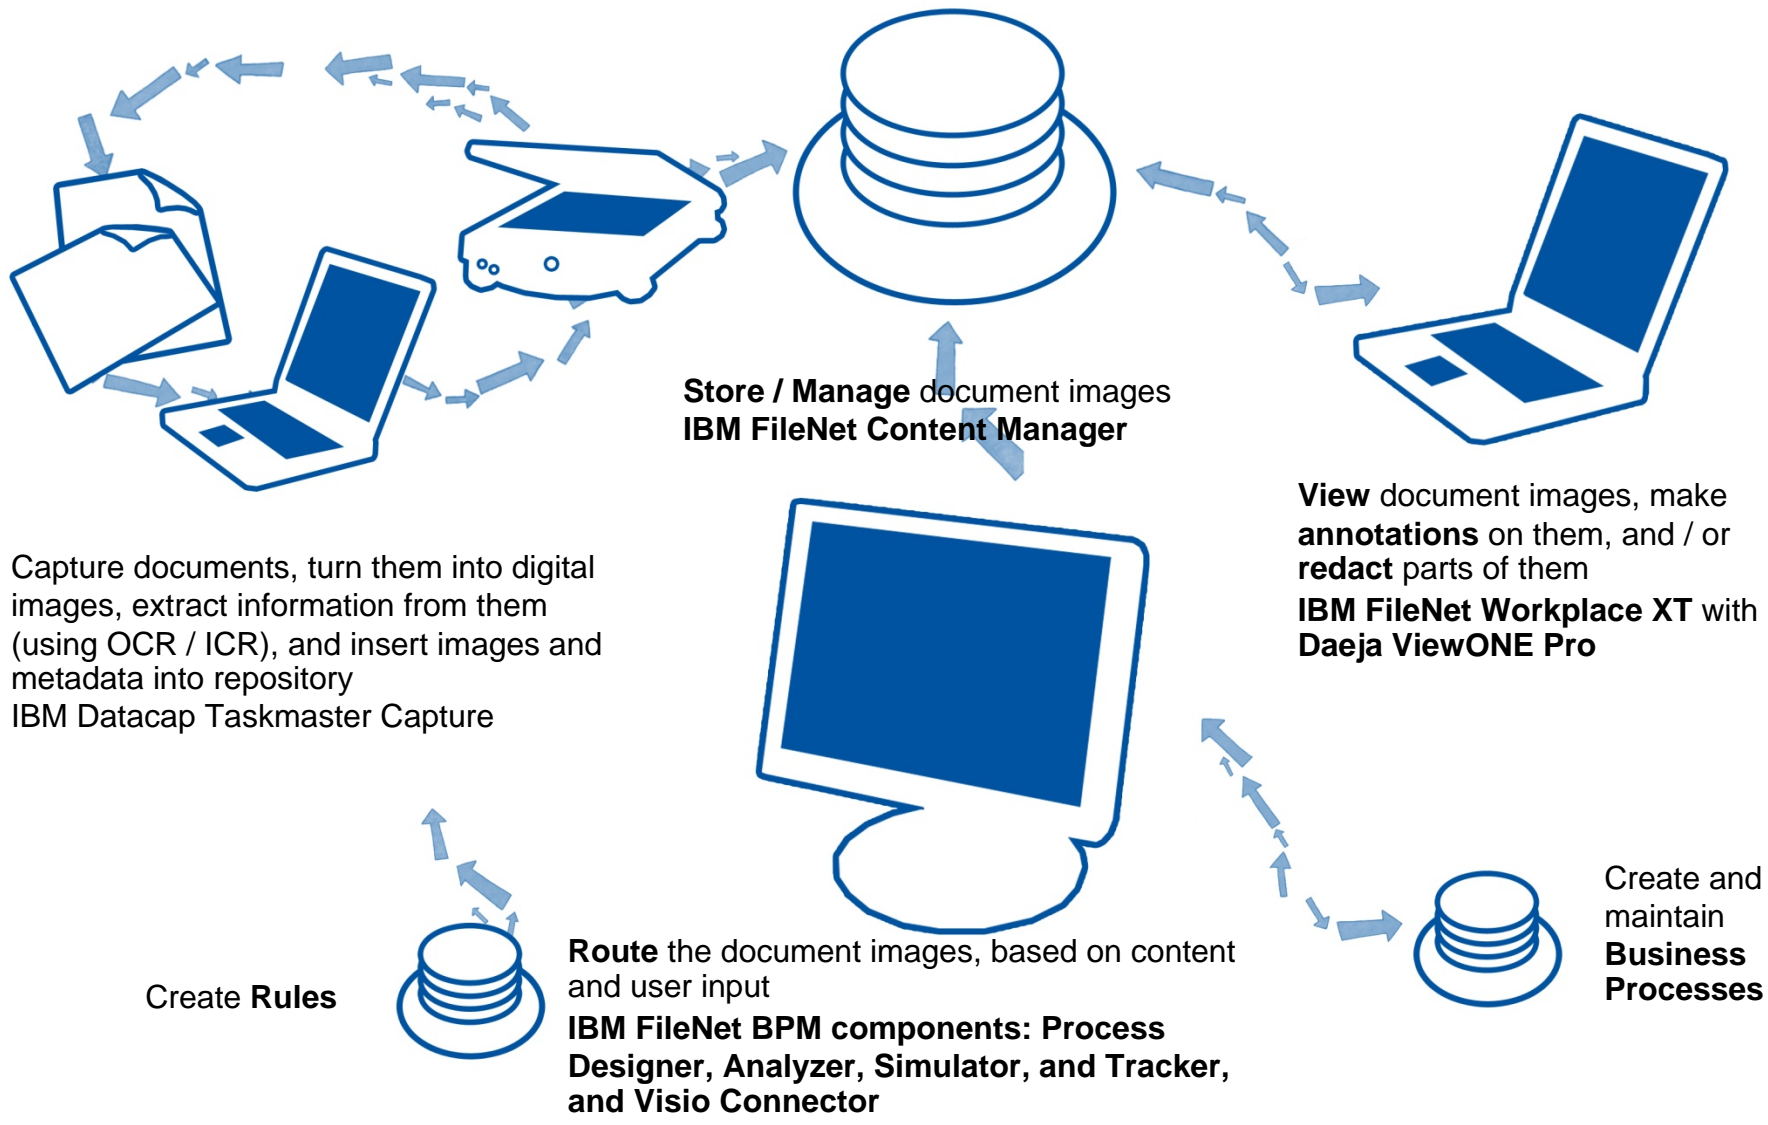 Store / Manage document images
IBM FileNet Content Manager
View document images, make
annotations on them, and / or
redact parts of them
IBM FileNet Workplace XT with
Daeja ViewONE Pro
Capture documents, turn them into digital
images, extract information from them
(using OCR / ICR), and insert images and
metadata into repository
IBM Datacap Taskmaster Capture
Create Rules
Route the document images, based on content
and user input
IBM FileNet BPM components: Process
Designer, Analyzer, Simulator, and Tracker,
and Visio Connector
Create and
maintain
Business
Processes